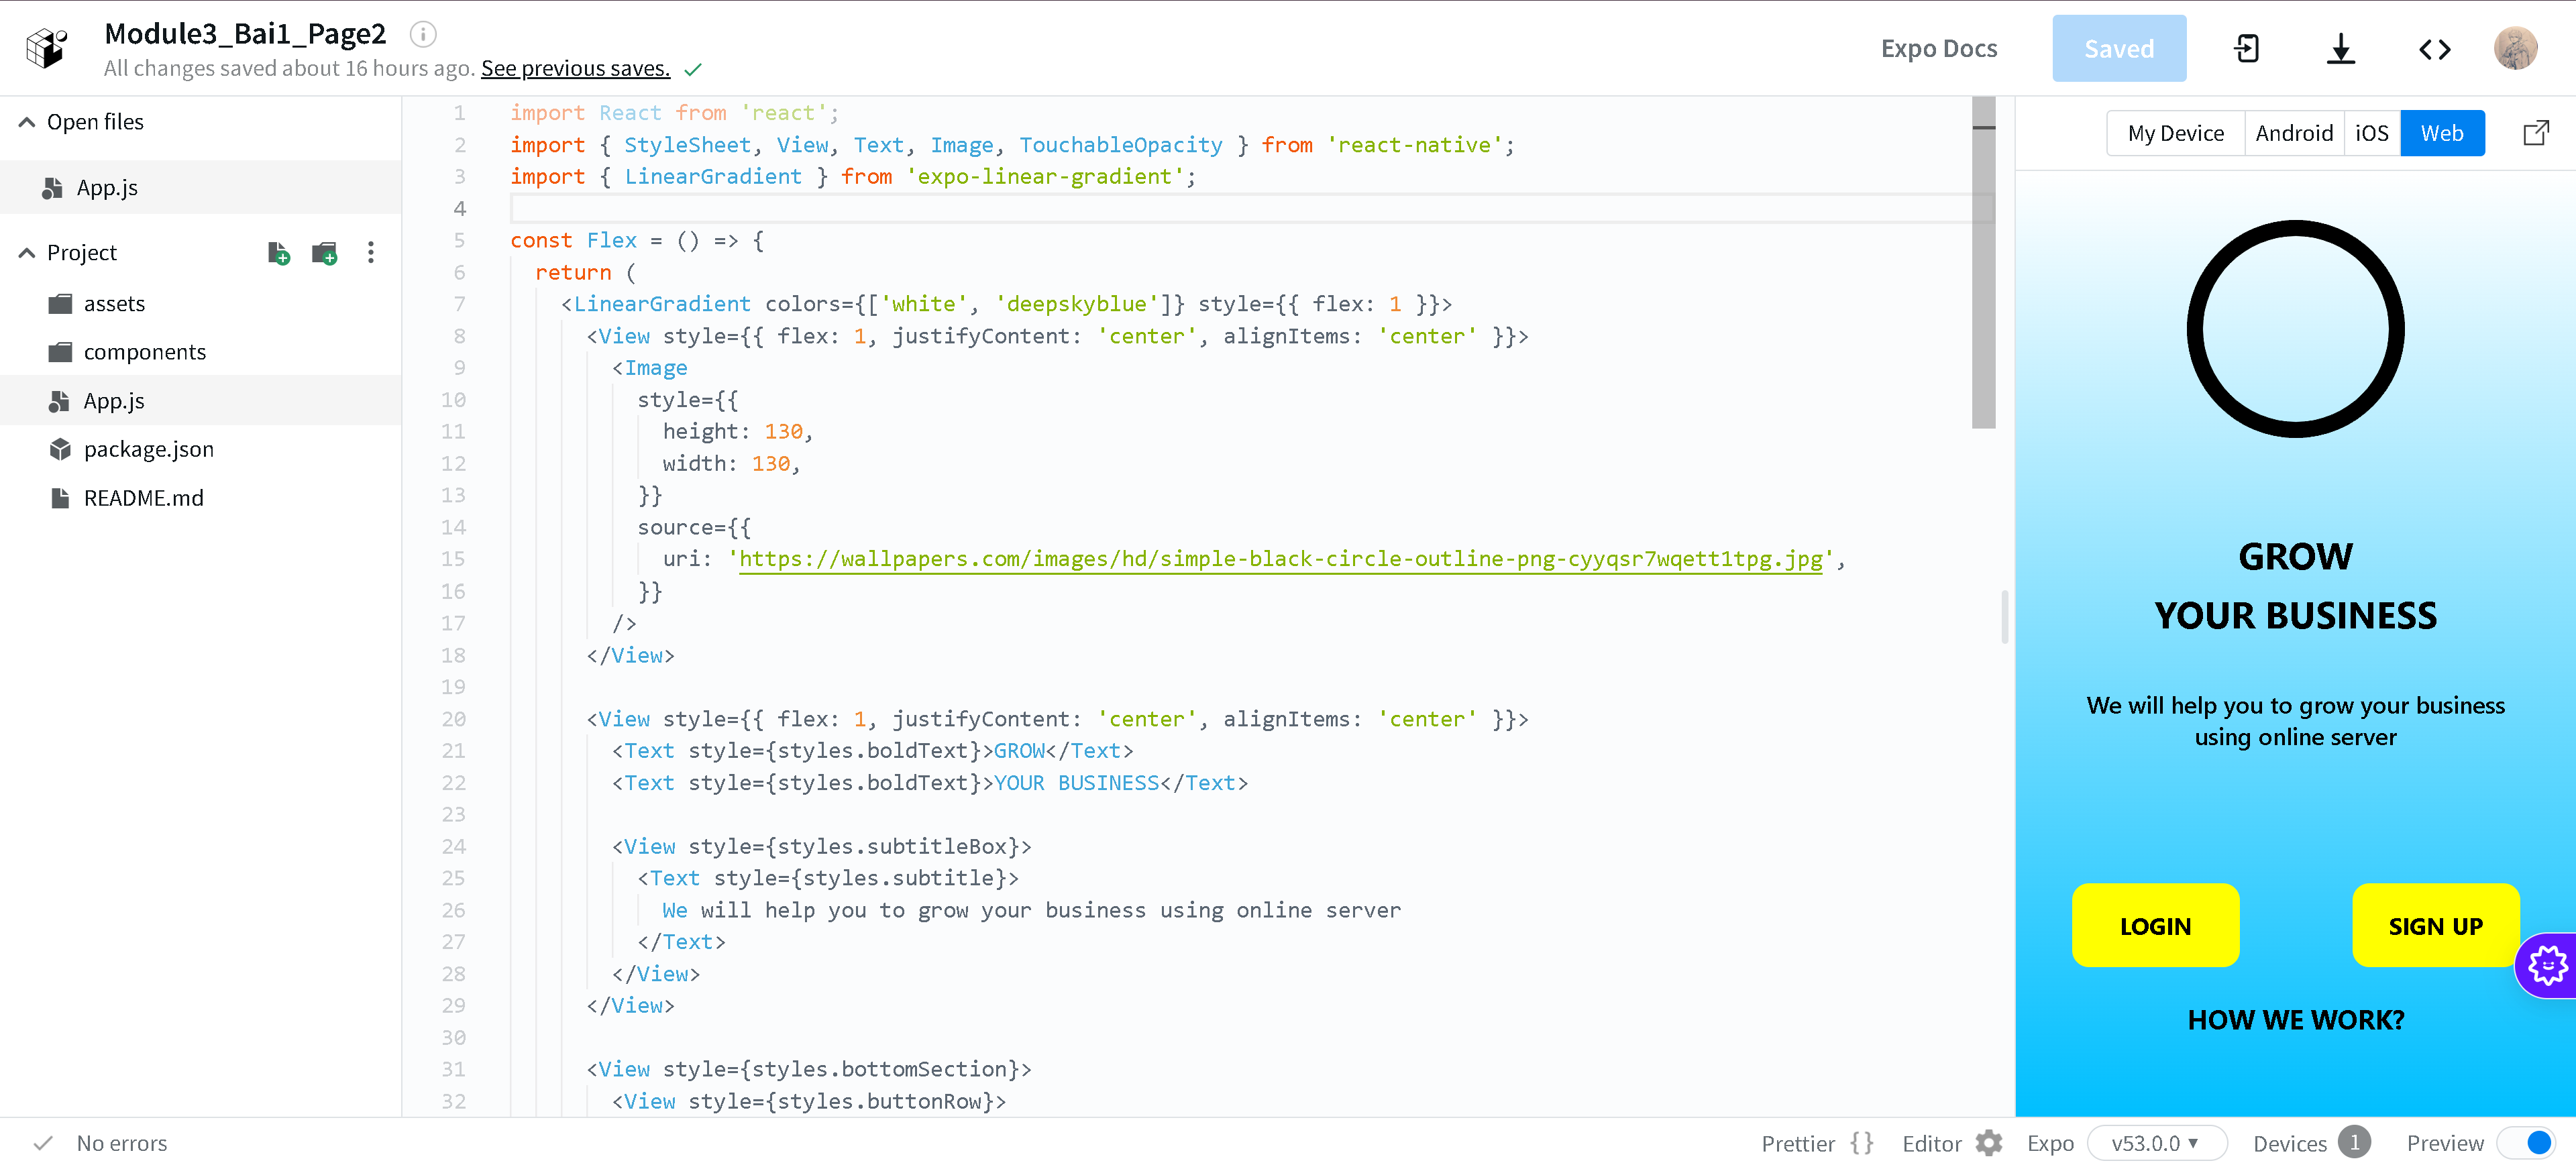 Module3_Bai1_Page2
All changes saved about 16 hours ago. See previous saves.
Expo Docs
Saved
Open files
App.js
Project
assets
components
App.js
package.json
README.md
1 import React from 'react';
2 import { StyleSheet, View, Text, Image, TouchableOpacity } from 'react-native';
3 import { LinearGradient } from 'expo-linear-gradient';
4
5 const Flex = () => {
6 return (
7 <LinearGradient colors={['white', 'deepskyblue']} style={{ flex: 1 }}>
8 <View style={{ flex: 1, justifyContent: 'center', alignItems: 'center' }}>
9 <Image
10 style={{
11 height: 130,
12 width: 130,
13 }}
14 source={{
15 uri: 'https://wallpapers.com/images/hd/simple-black-circle-outline-png-cyyqsr7wqett1tpg.jpg',
16 }}
17 />
18 </View>
19
20 <View style={{ flex: 1, justifyContent: 'center', alignItems: 'center' }}>
21 <Text style={styles.boldText}>GROW</Text>
22 <Text style={styles.boldText}>YOUR BUSINESS</Text>
23
24 <View style={styles.subtitleBox}>
25 <Text style={styles.subtitle}>
26 We will help you to grow your business using online server
27 </Text>
28 </View>
29 </View>
30
31 <View style={styles.bottomSection}>
32 <View style={styles.buttonRow}>
My Device Android iOS Web
GROW
YOUR BUSINESS
We will help you to grow your business
using online server
LOGIN
SIGN UP
HOW WE WORK?
No errors
Prettier {} Editor Expo v53.0.0 Devices 1 Preview